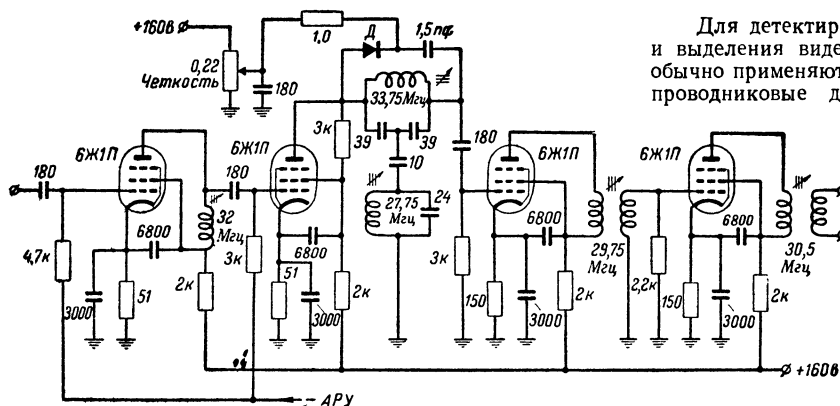 +160в
0,22
Четкость
180
1,0
Д
1,5пф
33,75Мгц
39
39
10
27,75
Мгц
24
Для детектир
и выделения виде
обычно применяют
проводниковые д
180
6Ж1П
4,7к
3000
51
6800
32
Мгц
2к
180
6Ж1П
3к
3к
6800
51
3000
2к
180
6Ж1П
3к
6800
150
3000
2к
29,75
Мгц
6Ж1П
2,2к
6800
150
3000
2к
30,5
Мгц
+160в
- АРУ